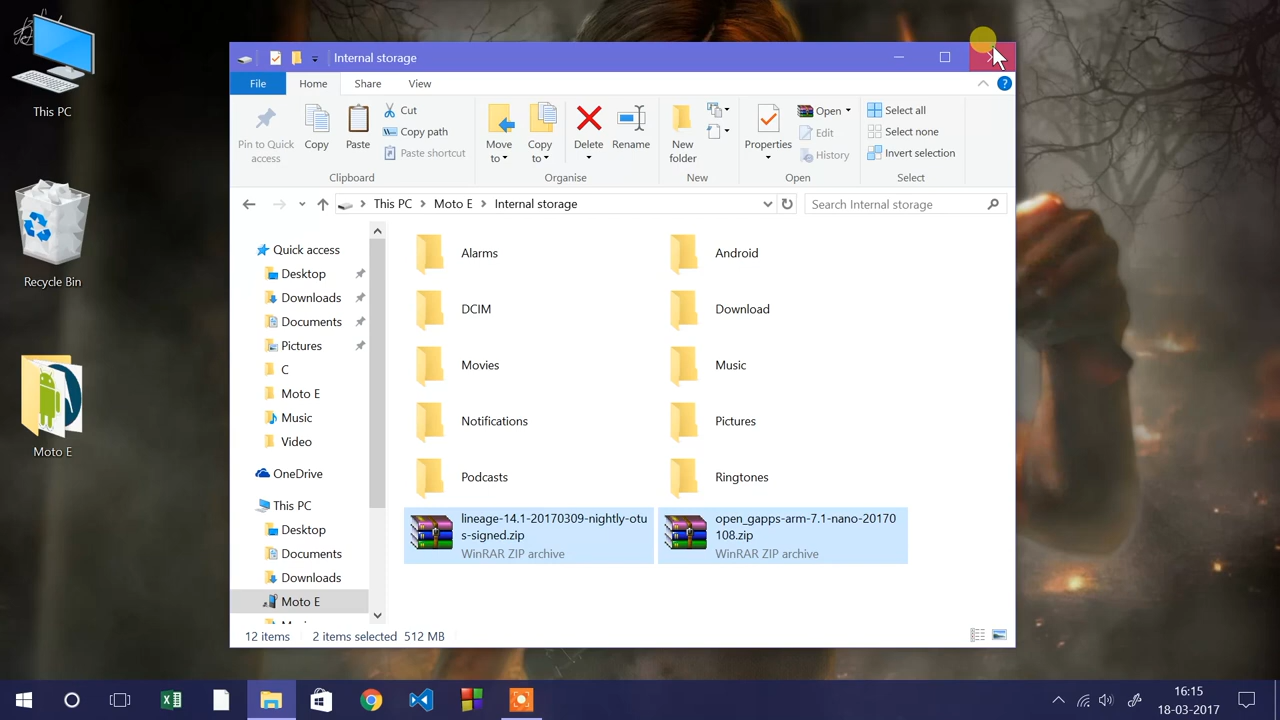 This PC
Recycle Bin
Moto E
Internal storage
File
Home
Share
View
?
Pin to Quick
access
Copy
Paste
Cut
Copy path
Paste shortcut
Clipboard
Move
to
Copy
to
Delete
Rename
Organise
New
folder
New
Properties
Open
Edit
History
Open
Select all
Select none
Invert selection
Select
This PC
Moto E
Internal storage
Search Internal storage
Quick access
Desktop
Downloads
Documents
Pictures
C
Moto E
Music
Video
OneDrive
This PC
Desktop
Documents
Downloads
Moto E
Alarms
Android
DCIM
Download
Movies
Music
Notifications
Pictures
Podcasts
Ringtones
lineage-14.1-20170309-nightly-otu
s-signed.zip
WinRAR ZIP archive
open_gapps-arm-7.1-nano-20170
108.zip
WinRAR ZIP archive
12 items
2 items selected 512 MB
16:15
18-03-2017